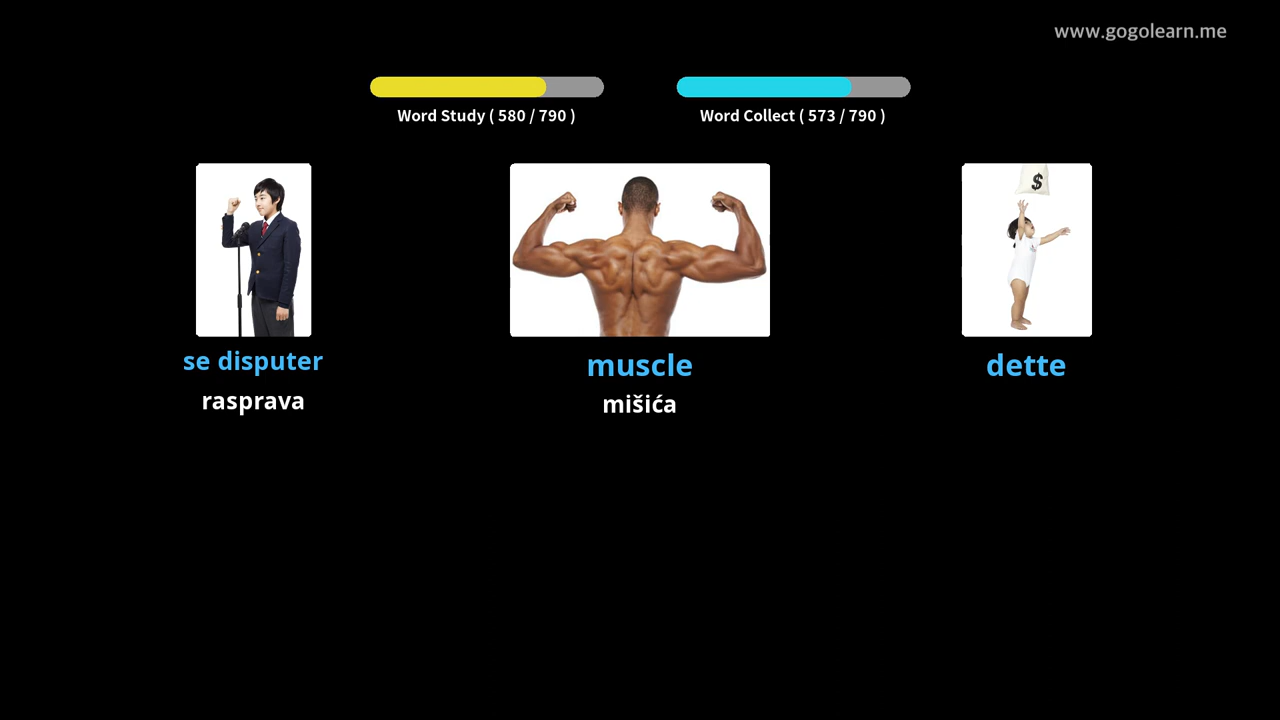 www.gogolearn.me
Word Study ( 580 / 790 )
Word Collect ( 573 / 790 )
$
se disputer
rasprava
muscle
mišića
dette